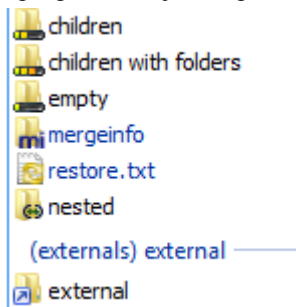 children
children with folders
empty
mergeinfo
restore.txt
nested
(externals) external
external